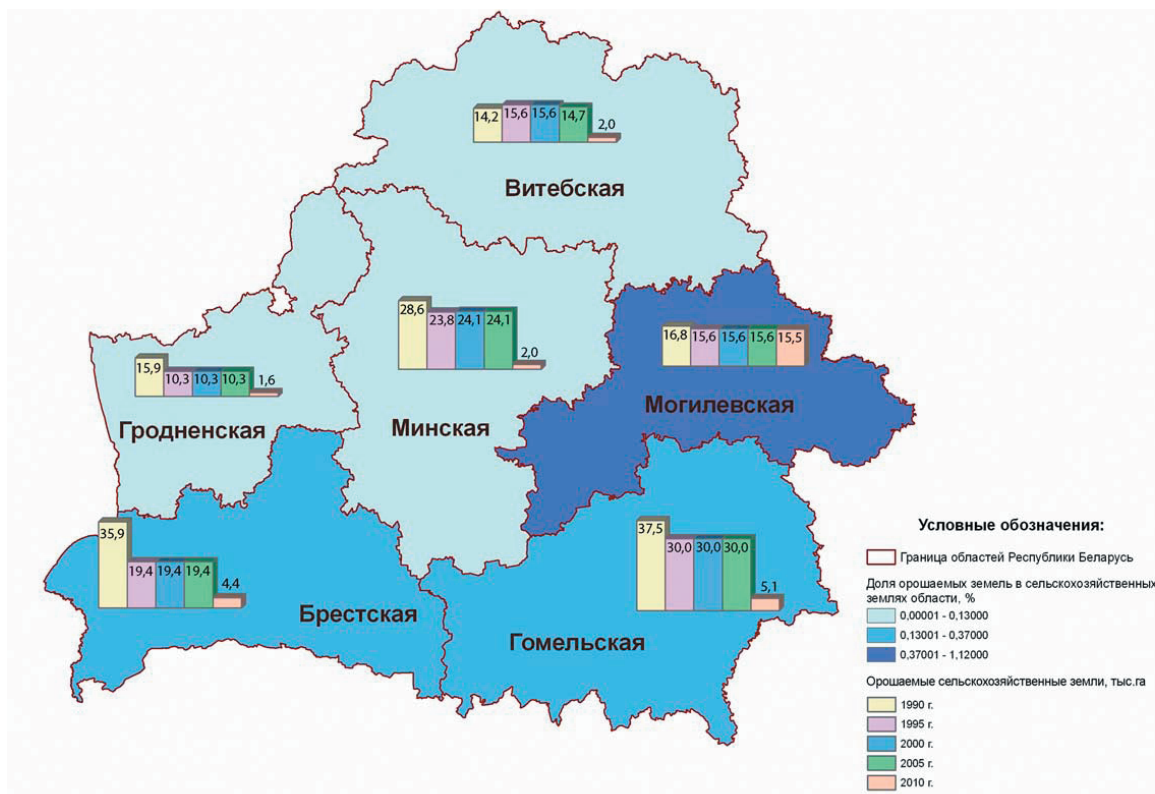 14,2 15,6 15,6 14,7 2,0
Витебская
28,6 23,8 24,1 24,1 2,0
Минская
16,8 15,6 15,6 15,6 15,5
Могилевская
15,9 10,3 10,3 10,3 1,6
Гродненская
35,9 19,4 19,4 19,4 4,4
Брестская
37,5 30,0 30,0 30,0 5,1
Гомельская
Условные обозначения:
Граница областей Республики Беларусь
Доля орошаемых земель в сельскохозяйственных
землях области, %
0,00001 - 0,13000
0,13001 - 0,37000
0,37001 - 1,12000
Орошаемые сельскохозяйственные земли, тыс.га
1990 г.
1995 г.
2000 г.
2005 г.
2010 г.